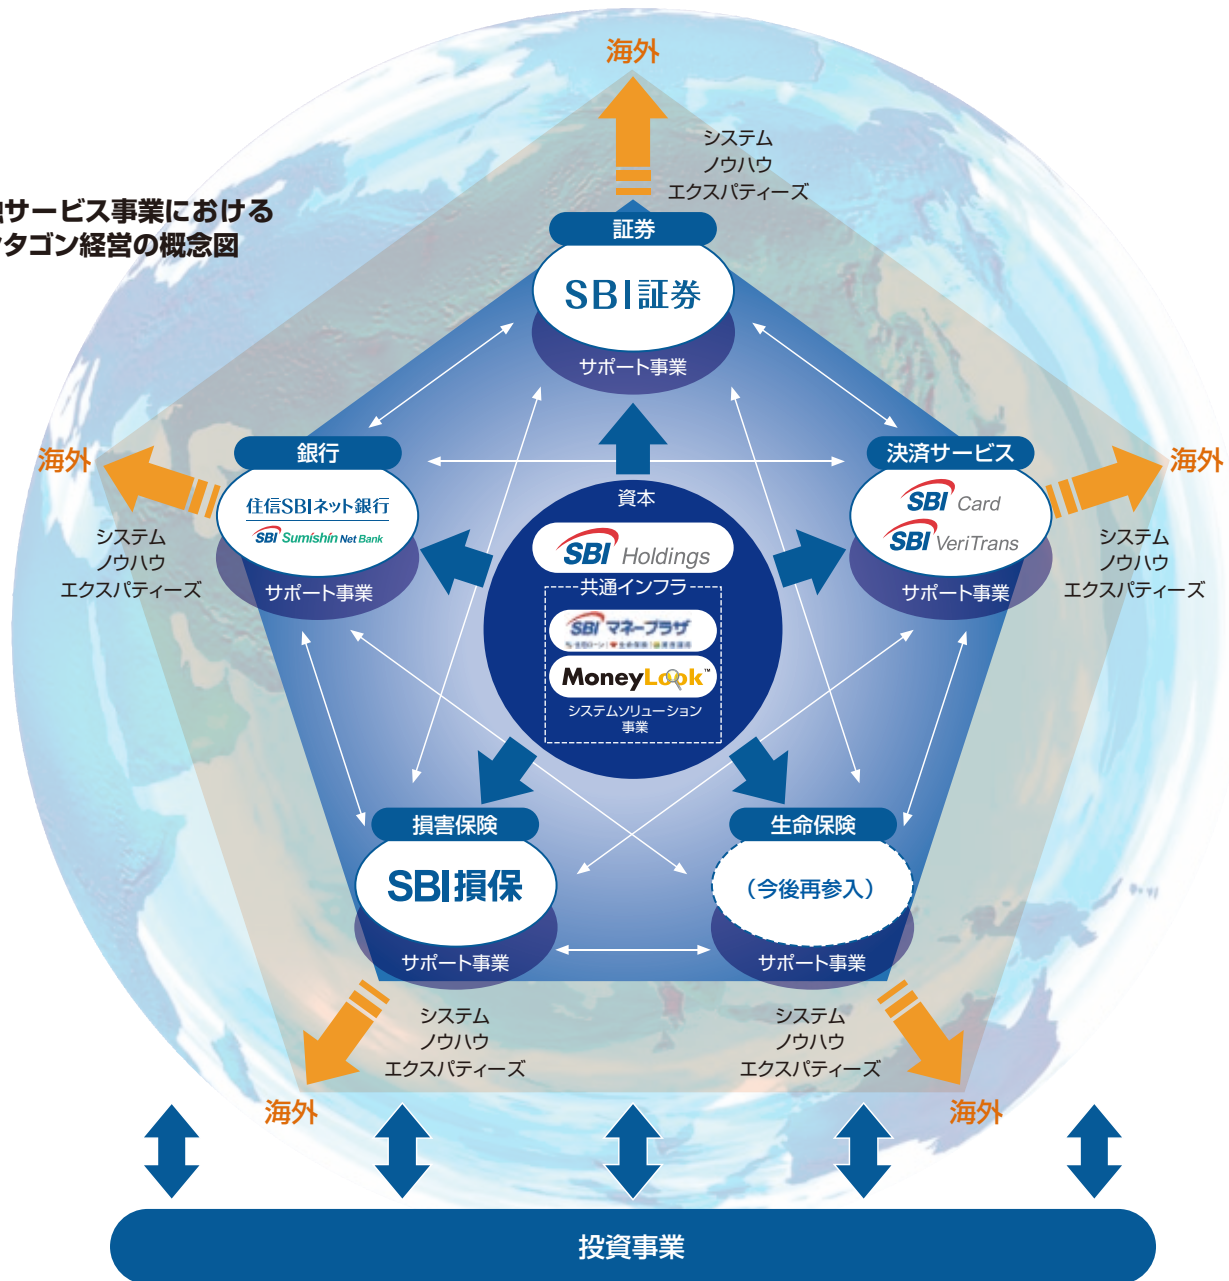 海外
システム
ノウハウ
エクスパティーズ
サービス事業における
タゴン経営の概念図
証券
SBI証券
サポート事業
銀行
住信SBIネット銀行
SBI Sumishin Net Bank
サポート事業
海外
システム
ノウハウ
エクスパティーズ
決済サービス
SBI Card
SBI VeriTrans
サポート事業
海外
システム
ノウハウ
エクスパティーズ
資本
SBI Holdings
共通インフラ
SBI マネープラザ
MoneyLook™
システムソリューション
事業
損害保険
SBI損保
サポート事業
生命保険
（今後再参入）
サポート事業
システム
ノウハウ
エクスパティーズ
海外
システム
ノウハウ
エクスパティーズ
海外
投資事業